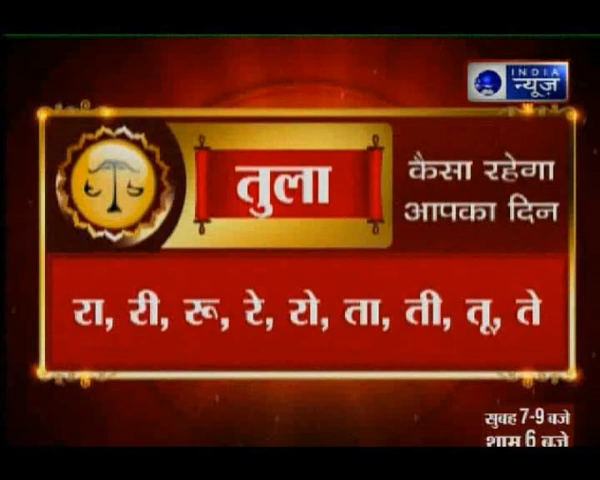 INDIA
न्यूज़
तुला
कैसा रहेगा
आपका दिन
रा, री, रू, रे, रो, ता, ती, तू, ते
सुबह 7-9 बजे
शाम 6 बजे